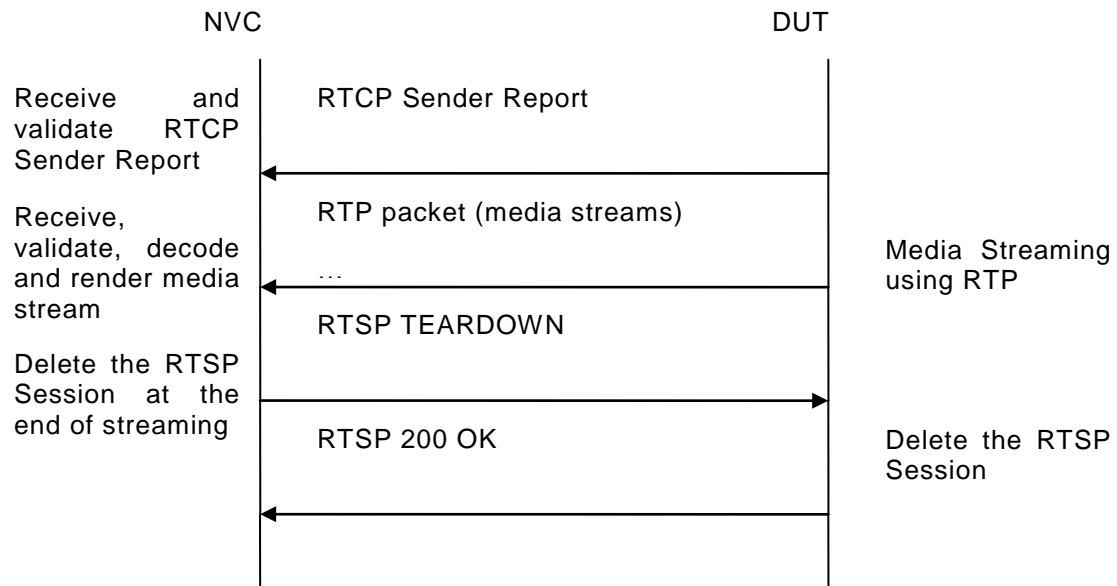 NVC
DUT
Receive and
validate RTCP
Sender Report
RTCP Sender Report
Receive,
validate, decode
and render media
stream
RTP packet (media streams)
...
Media Streaming
using RTP
RTSP TEARDOWN
Delete the RTSP
Session at the
end of streaming
RTSP 200 OK
Delete the RTSP
Session